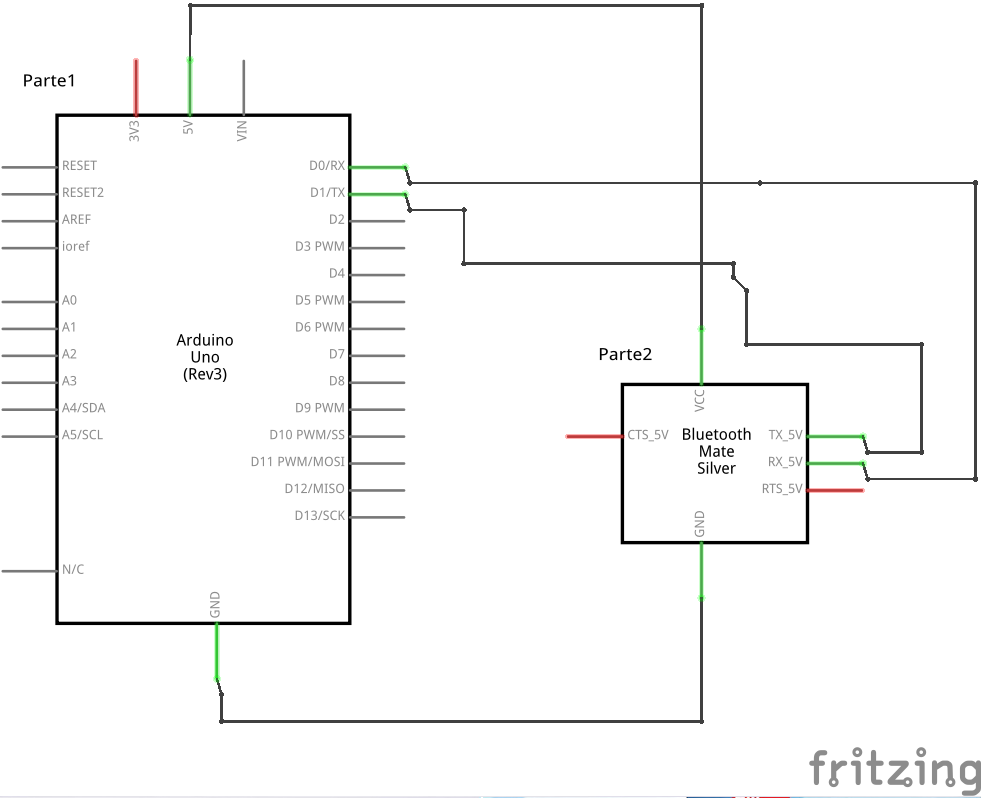 Parte1
3V3
5V
VIN
RESET
RESET2
AREF
ioref
A0
A1
A2
A3
A4/SDA
A5/SCL
N/C
Arduino
Uno
(Rev3)
D0/RX
D1/TX
D2
D3 PWM
D4
D5 PWM
D6 PWM
D7
D8
D9 PWM
D10 PWM/SS
D11 PWM/MOSI
D12/MISO
D13/SCK
GND
Parte2
VCC
CTS_5V
Bluetooth
Mate
Silver
TX_5V
RX_5V
RTS_5V
GND
fritzing